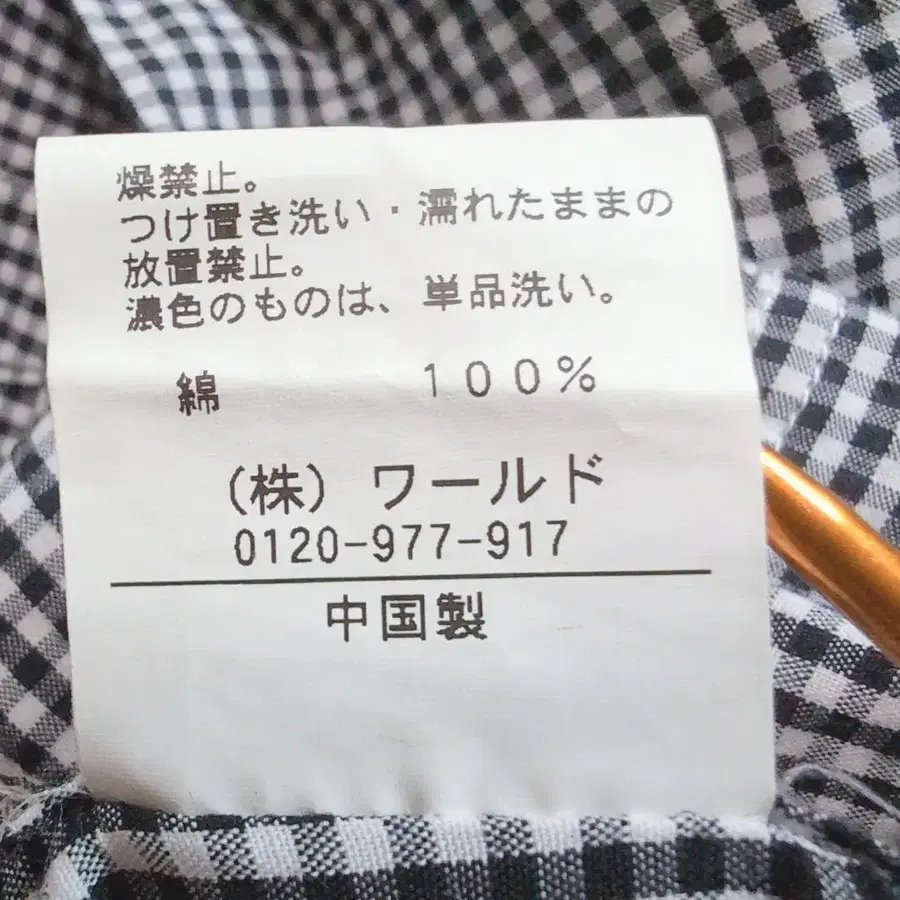 燥禁止。
つけ置き洗い・濡れたままの
放置禁止。
濃色のものは、単品洗い。
綿 100%
(株) ワールド
0120-977-917
中国製